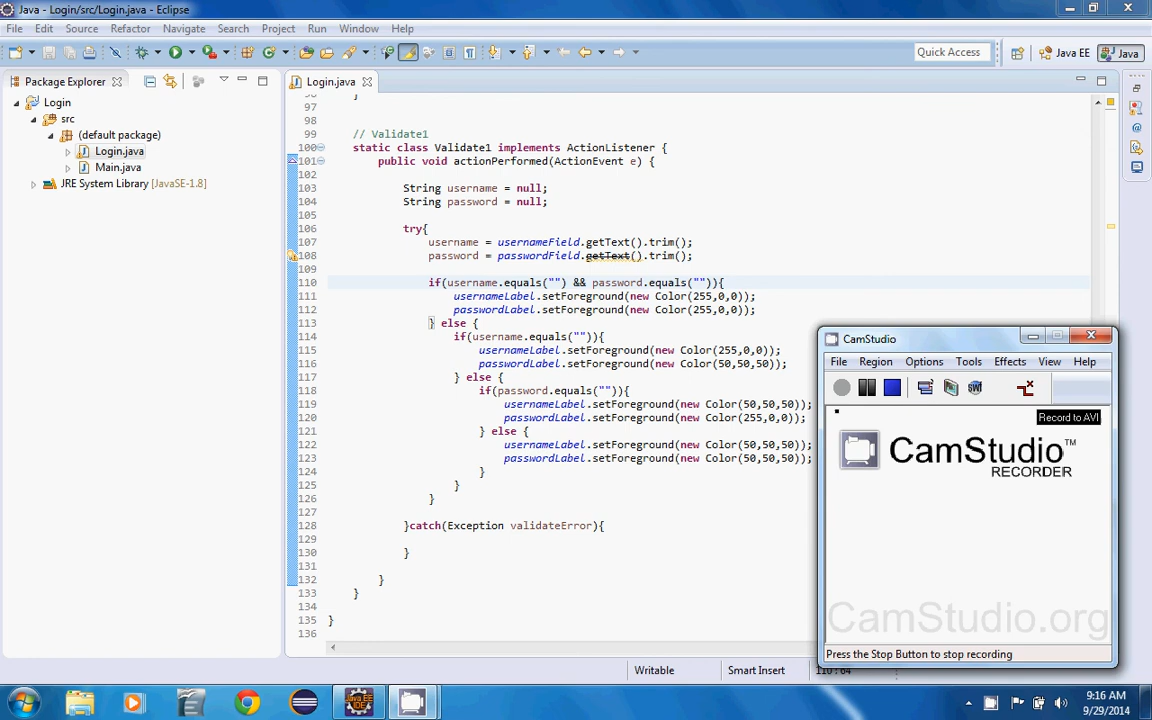 Java - Login/src/Login.java - Eclipse
File Edit Source Refactor Navigate Search Project Run Window Help
Quick Access
Java EE
Java
Package Explorer
Login.java
Login
src
(default package)
Login.java
Main.java
JRE System Library [JavaSE-1.8]
97
98
99 // Validate1
100 static class Validate1 implements ActionListener {
101 public void actionPerformed(ActionEvent e) {
102
103 String username = null;
104 String password = null;
105
106 try{
107 username = usernameField.getText().trim();
108 password = passwordField.getText().trim();
109
110 if(username.equals("") && password.equals("")){
111 usernameLabel.setForeground(new Color(255,0,0));
112 passwordLabel.setForeground(new Color(255,0,0));
113 } else {
114 if(username.equals("")){
115 usernameLabel.setForeground(new Color(255,0,0));
116 passwordLabel.setForeground(new Color(50,50,50));
117 } else {
118 if(password.equals("")){
119 usernameLabel.setForeground(new Color(50,50,50));
120 passwordLabel.setForeground(new Color(255,0,0));
121 } else {
122 usernameLabel.setForeground(new Color(50,50,50));
123 passwordLabel.setForeground(new Color(50,50,50));
124 }
125 }
126 }
127
128 }catch(Exception validateError){
129
130 }
131
132 }
133 }
134
135 }
136
Writable
Smart Insert
CamStudio
File Region Options Tools Effects View Help
Record to AVI
CamStudio™
RECORDER
CamStudio.org
Press the Stop Button to stop recording
Java EE
IDE
9:16 AM
9/29/2014